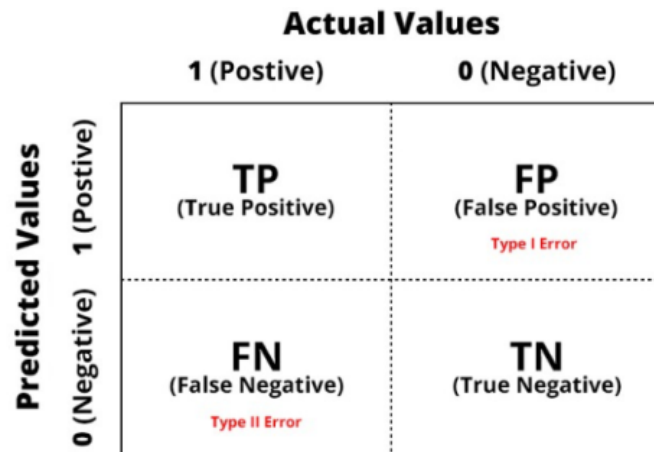 Actual Values
1 (Postive)
0 (Negative)
Predicted Values
1 (Postive)
0 (Negative)
TP
(True Positive)
FP
(False Positive)
Type I Error
FN
(False Negative)
Type II Error
TN
(True Negative)